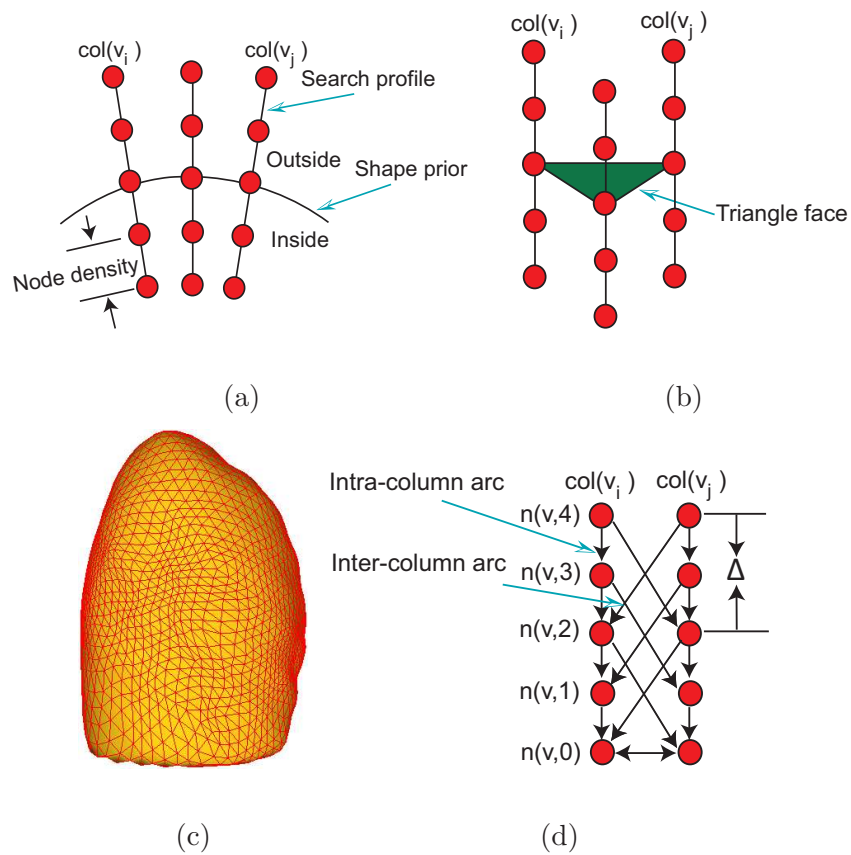 col(v_i)
col(v_j)
Search profile
Outside
Shape prior
Inside
Node density
(a)
col(v_i)
col(v_j)
Triangle face
(b)
(c)
Intra-column arc
col(v_i)
col(v_j)
n(v,4)
Inter-column arc
n(v,3)
Δ
n(v,2)
n(v,1)
n(v,0)
(d)